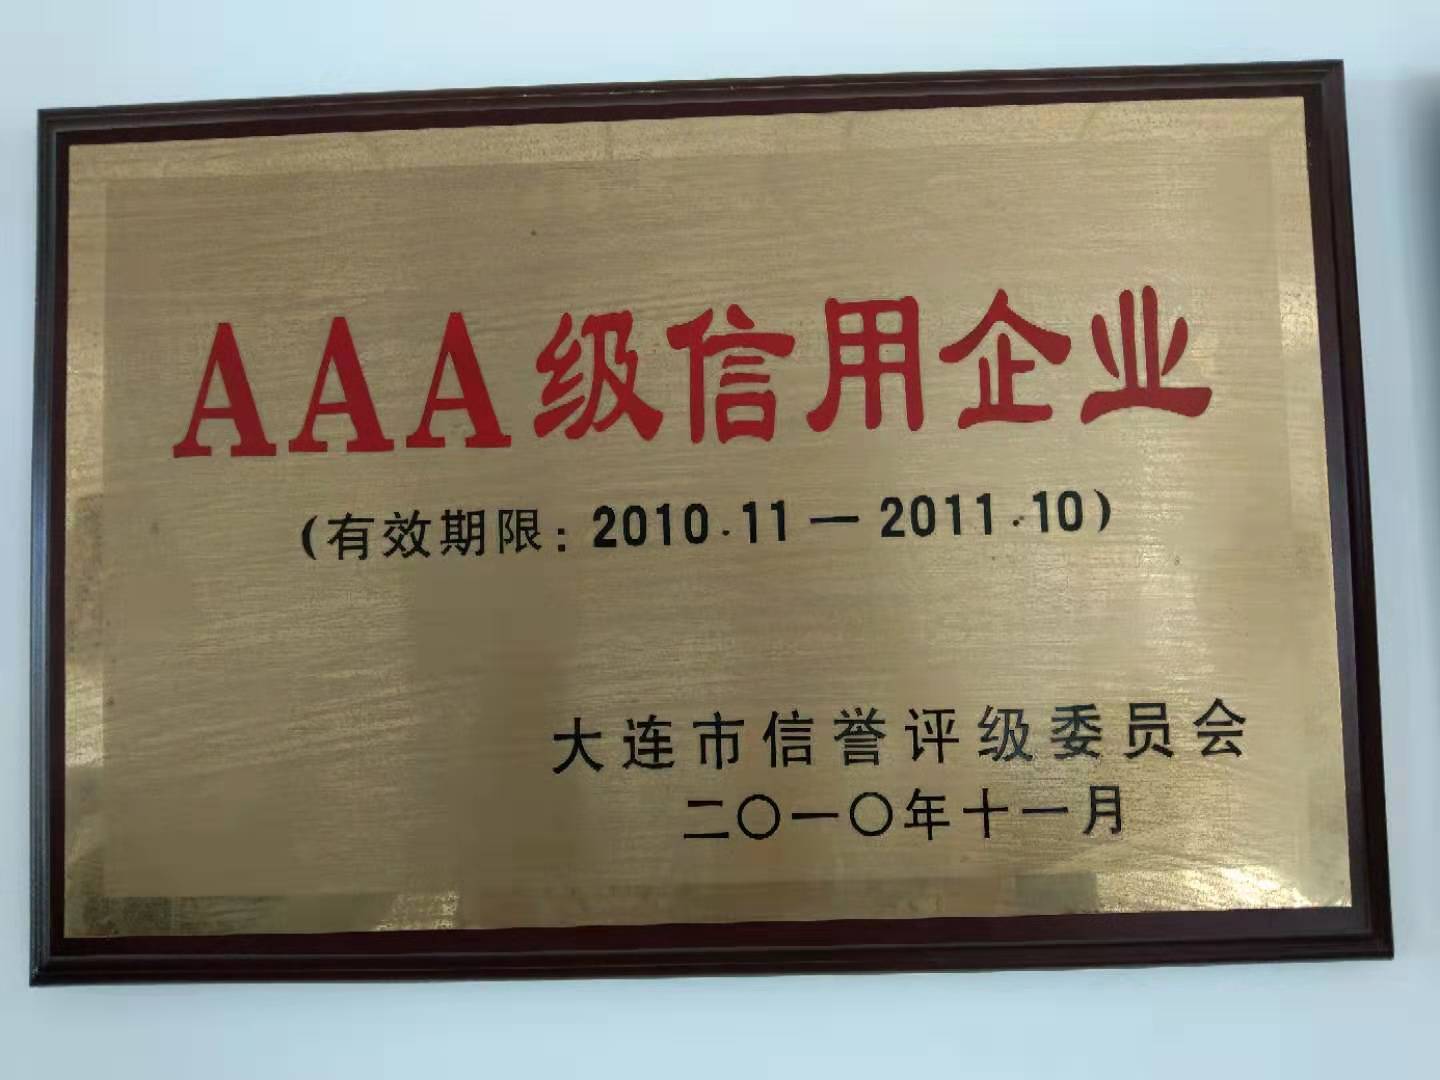 AAA级信用企业
(有效期限：2010.11—2011.10)
大连市信誉评级委员会
二〇一〇年十一月